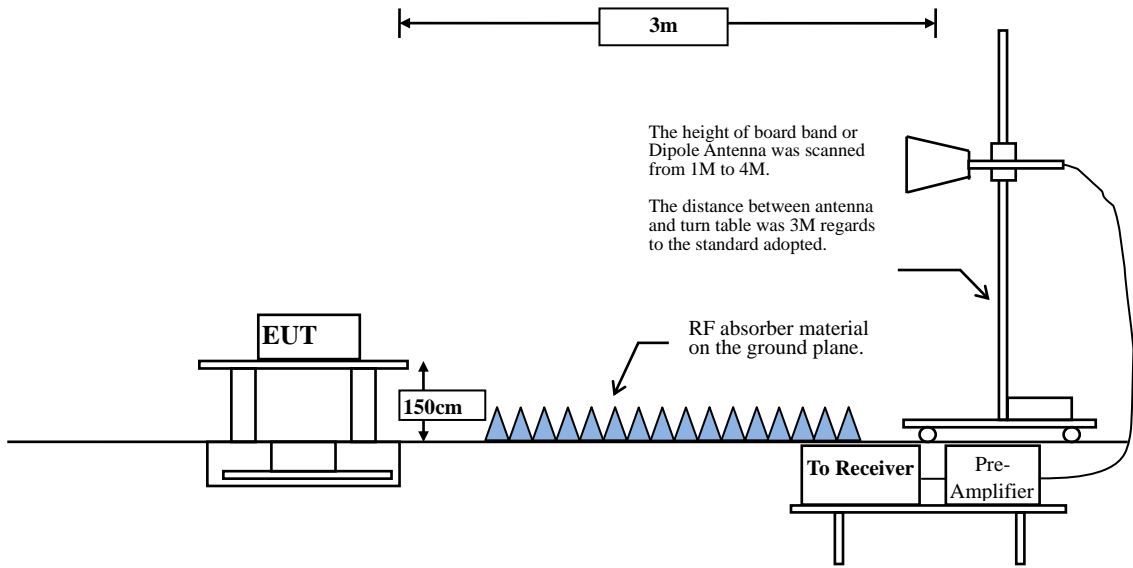 3m
The height of board band or
Dipole Antenna was scanned
from 1M to 4M.
The distance between antenna
and turn table was 3M regards
to the standard adopted.
EUT
RF absorber material
on the ground plane.
150cm
To Receiver
Pre-
Amplifier